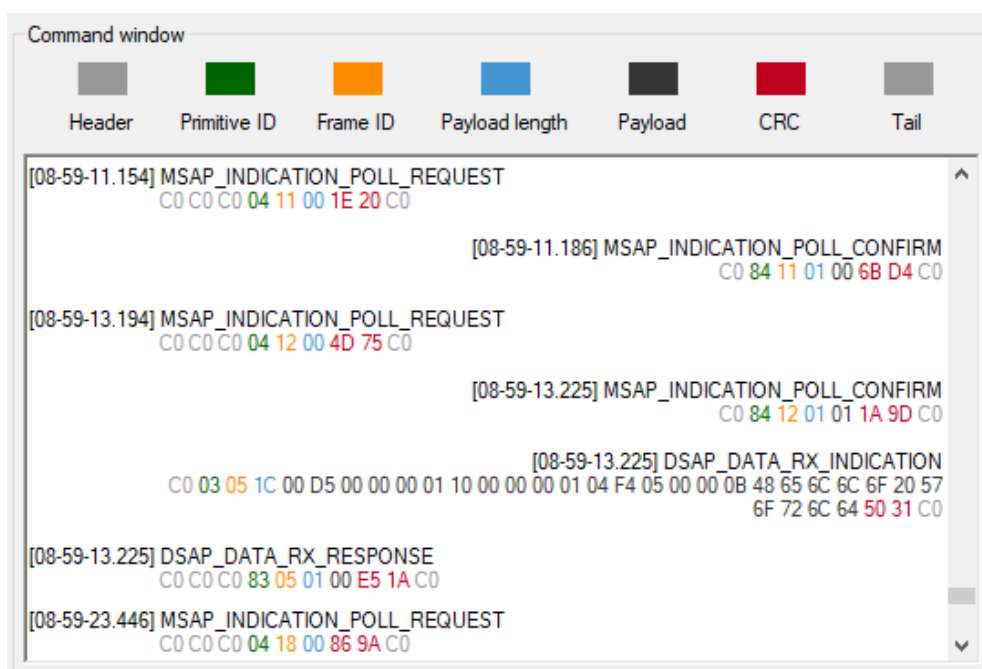 Command window
Header Primitive ID Frame ID Payload length Payload CRC Tail
[08-59-11.154] MSAP_INDICATION_POLL_REQUEST
C0 C0 C0 04 11 00 1E 20 C0
[08-59-11.186] MSAP_INDICATION_POLL_CONFIRM
C0 84 11 01 00 6B D4 C0
[08-59-13.194] MSAP_INDICATION_POLL_REQUEST
C0 C0 C0 04 12 00 4D 75 C0
[08-59-13.225] MSAP_INDICATION_POLL_CONFIRM
C0 84 12 01 01 1A 9D C0
[08-59-13.225] DSAP_DATA_RX_INDICATION
C0 03 05 1C 00 D5 00 00 00 01 10 00 00 00 01 04 F4 05 00 00 0B 48 65 6C 6C 6F 20 57
6F 72 6C 64 50 31 C0
[08-59-13.225] DSAP_DATA_RX_RESPONSE
C0 C0 C0 83 05 01 00 E5 1A C0
[08-59-23.446] MSAP_INDICATION_POLL_REQUEST
C0 C0 C0 04 18 00 86 9A C0